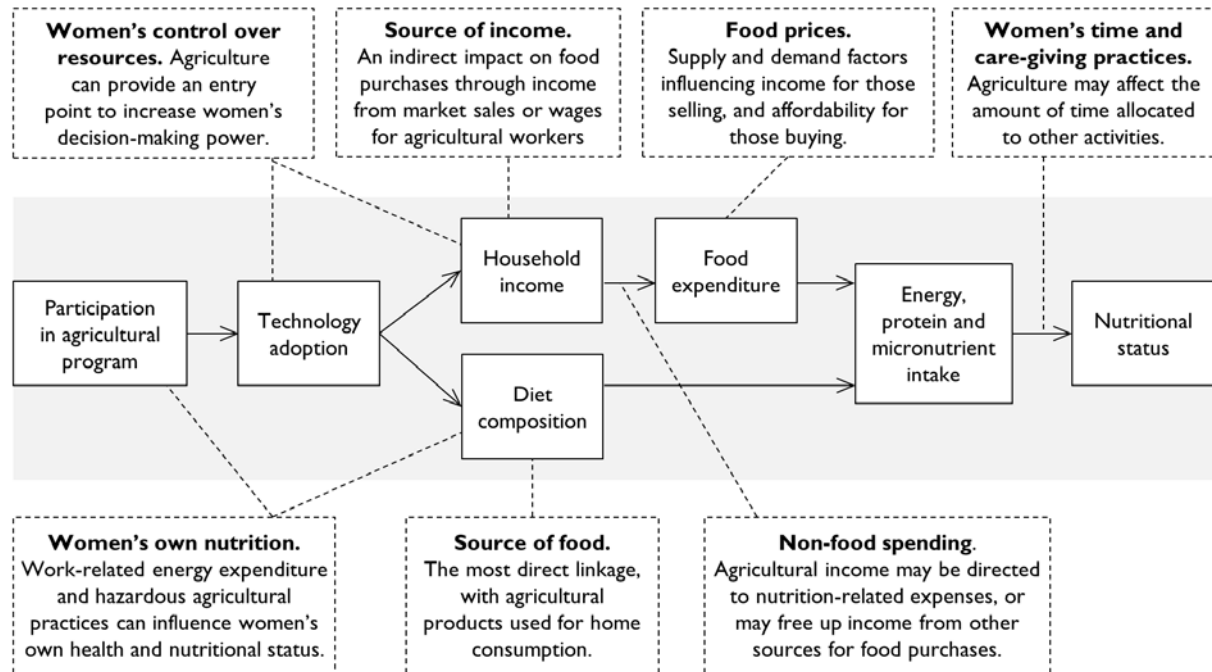 Women's control over
resources. Agriculture
can provide an entry
point to increase women's
decision-making power.
Source of income.
An indirect impact on food
purchases through income
from market sales or wages
for agricultural workers
Food prices.
Supply and demand factors
influencing income for those
selling, and affordability for
those buying.
Women's time and
care-giving practices.
Agriculture may affect the
amount of time allocated
to other activities.
Participation
in agricultural
program
Technology
adoption
Household
income
Food
expenditure
Diet
composition
Energy,
protein and
micronutrient
intake
Nutritional
status
Women's own nutrition.
Work-related energy expenditure
and hazardous agricultural
practices can influence women's
own health and nutritional status.
Source of food.
The most direct linkage,
with agricultural
products used for home
consumption.
Non-food spending.
Agricultural income may be directed
to nutrition-related expenses, or
may free up income from other
sources for food purchases.